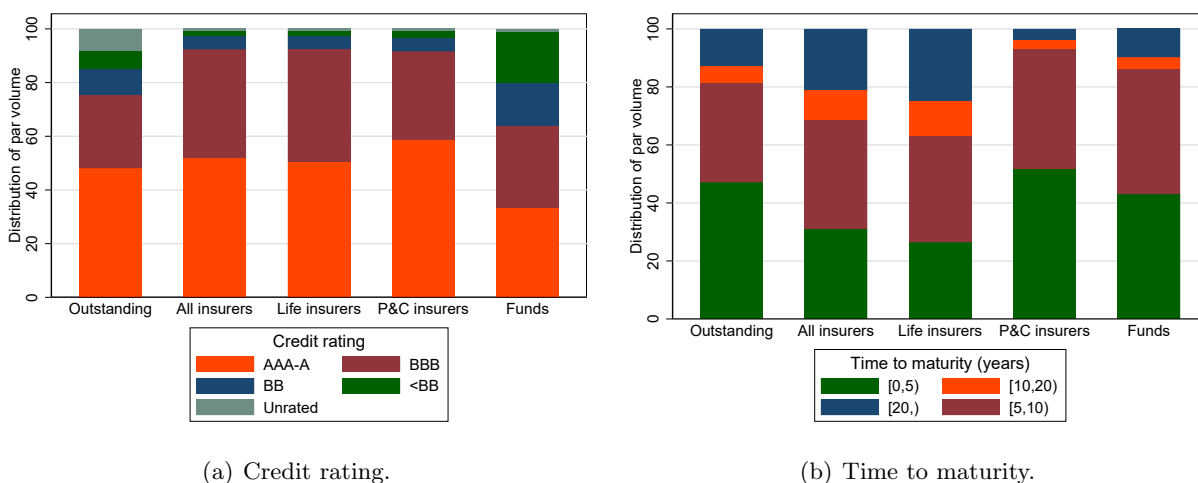 Distribution of par volume
100
80
60
40
20
0
Outstanding All insurers Life insurers P&C insurers Funds
Credit rating
AAA-A BBB
BB <BB
Unrated
(a) Credit rating.
Distribution of par volume
100
80
60
40
20
0
Outstanding All insurers Life insurers P&C insurers Funds
Time to maturity (years)
[0,5) [10,20)
[20,) [5,10)
(b) Time to maturity.